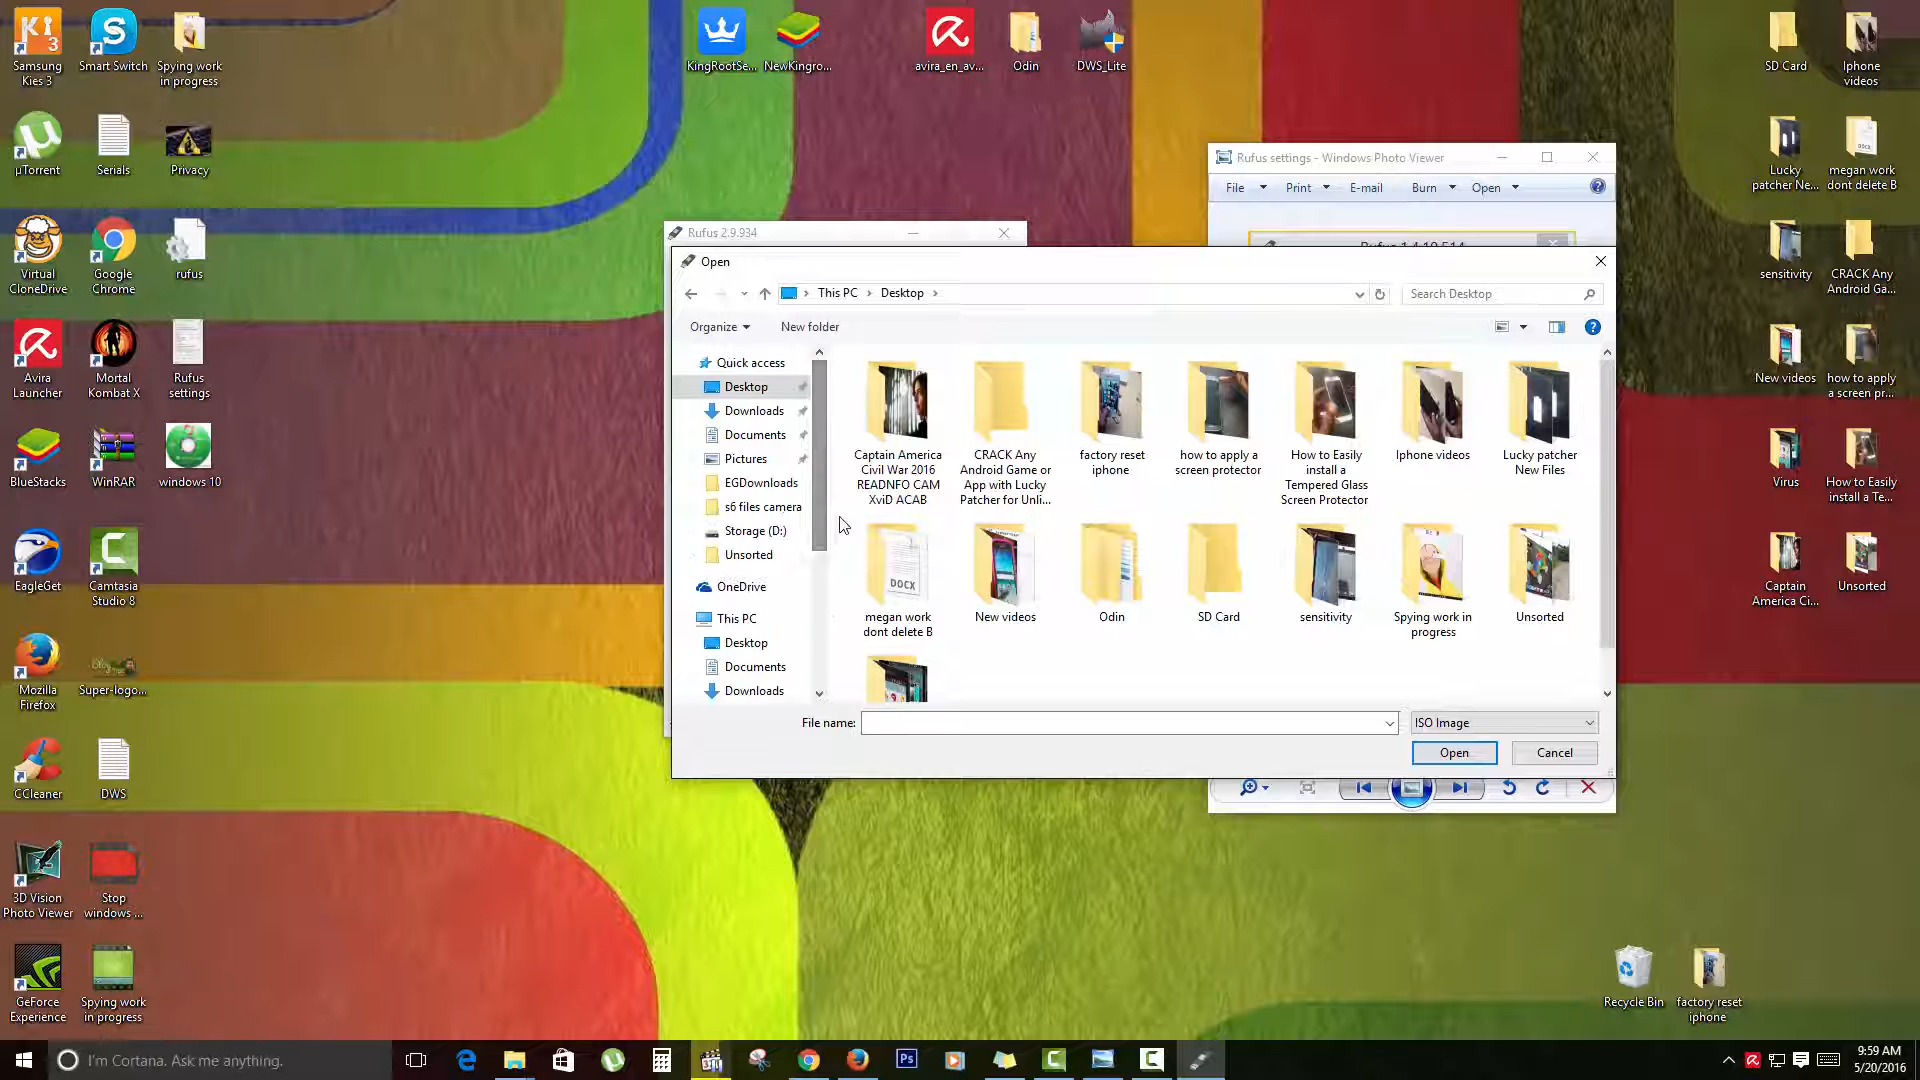 Samsung
Kies 3
Smart Switch
Spying work
in progress
KingRootSe...
NewKingro...
avira_en_av...
Odin
DWS_Lite
SD Card
Iphone
videos
µTorrent
Serials
Privacy
Lucky
patcher Ne...
megan work
dont delete B
Virtual
CloneDrive
Google
Chrome
rufus
sensitivity
CRACK Any
Android Ga...
Avira
Launcher
Mortal
Kombat X
Rufus
settings
New videos
how to apply
a screen pr...
BlueStacks
WinRAR
windows 10
Virus
How to Easily
install a Te...
EagleGet
Camtasia
Studio 8
Captain
America Ci...
Unsorted
Mozilla
Firefox
Super-logo...
CCleaner
DWS
3D Vision
Photo Viewer
Stop
windows ...
GeForce
Experience
Spying work
in progress
Recycle Bin
factory reset
iphone
Rufus settings - Windows Photo Viewer
File Print E-mail Burn Open
Rufus 2.9.934
Open
This PC Desktop
Search Desktop
Organize New folder
Quick access
Desktop
Downloads
Documents
Pictures
EGDownloads
s6 files camera
Storage (D:)
Unsorted
OneDrive
This PC
Desktop
Documents
Downloads
Captain America
Civil War 2016
READNFO CAM
XviD ACAB
CRACK Any
Android Game or
App with Lucky
Patcher for Unli...
factory reset
iphone
how to apply a
screen protector
How to Easily
install a
Tempered Glass
Screen Protector
Iphone videos
Lucky patcher
New Files
DOCX
megan work
dont delete B
New videos
Odin
SD Card
sensitivity
Spying work in
progress
Unsorted
File name:
ISO Image
Open
Cancel
I'm Cortana. Ask me anything.
9:59 AM
5/20/2016